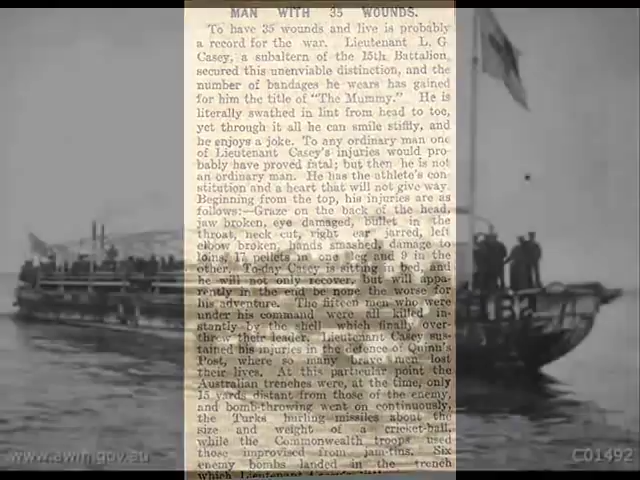 MAN WITH 35 WOUNDS.
To have 35 wounds and live is probably
a record for the war. Lieutenant L. G.
Casey, a subaltern of the 15th Battalion,
secured this unenviable distinction, and the
number of bandages he wears has gained
for him the title of "The Mummy." He is
literally swathed in lint from head to toe,
yet through it all he can smile stiffly, and
he enjoys a joke. To any ordinary man one
of Lieutenant Casey's injuries would pro-
bably have proved fatal; but then he is not
an ordinary man. He has the athlete's con-
stitution and a heart that will not give way.
Beginning from the top, his injuries are as
follows:—Graze on the back of the head,
jaw broken, eye damaged, bullet in the
throat, neck cut, right ear jarred, left
elbow broken, hands smashed, damage to
loins, 17 pellets in one leg and 9 in the
other. To-day Casey is sitting in bed, and
he will not only recover, but will appa-
rently in the end be none the worse for
his adventure. The fifteen men who were
under his command were all killed in-
stantly by the shell which finally over-
threw their leader. Lieutenant Casey sus-
tained his injuries in the defence of Quinn's
Post, where so many brave men lost
their lives. At this particular point the
Australian trenches were, at the time, only
15 yards distant from those of the enemy,
and bomb-throwing went on continuously,
the Turks hurling missiles about the
size and weight of a cricket-ball,
while the Commonwealth troops used
those improvised from jam-tins. Six
enemy bombs landed in the trench
which Lieutenant
www.awm.gov.au
C01492